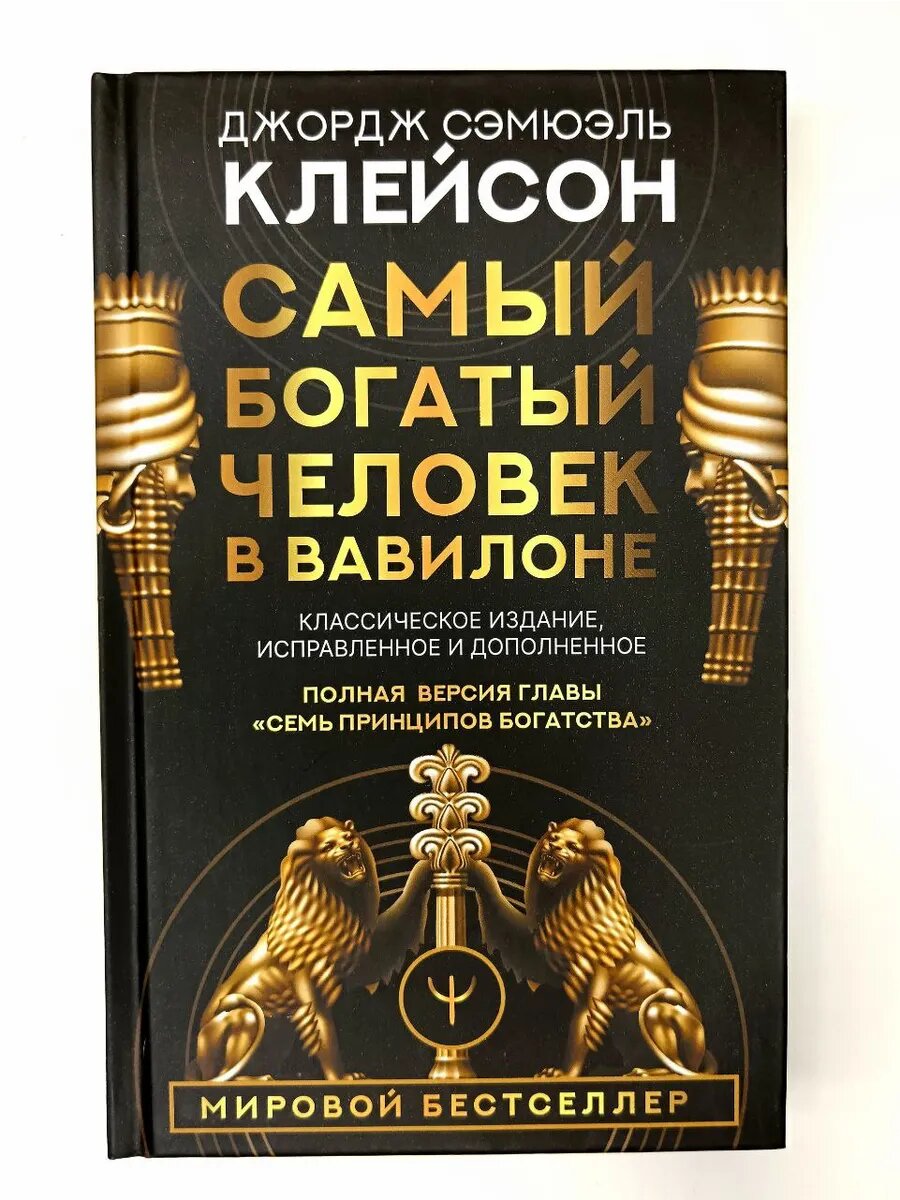 ДЖОРДЖ СЭМЮЭЛЬ
КЛЕЙСОН
САМЫЙ
БОГАТЫЙ
ЧЕЛОВЕК
В ВАВИЛОНЕ
КЛАССИЧЕСКОЕ ИЗДАНИЕ,
ИСПРАВЛЕННОЕ И ДОПОЛНЕННОЕ
ПОЛНАЯ ВЕРСИЯ ГЛАВЫ
«СЕМЬ ПРИНЦИПОВ БОГАТСТВА»
МИРОВОЙ БЕСТСЕЛЛЕР